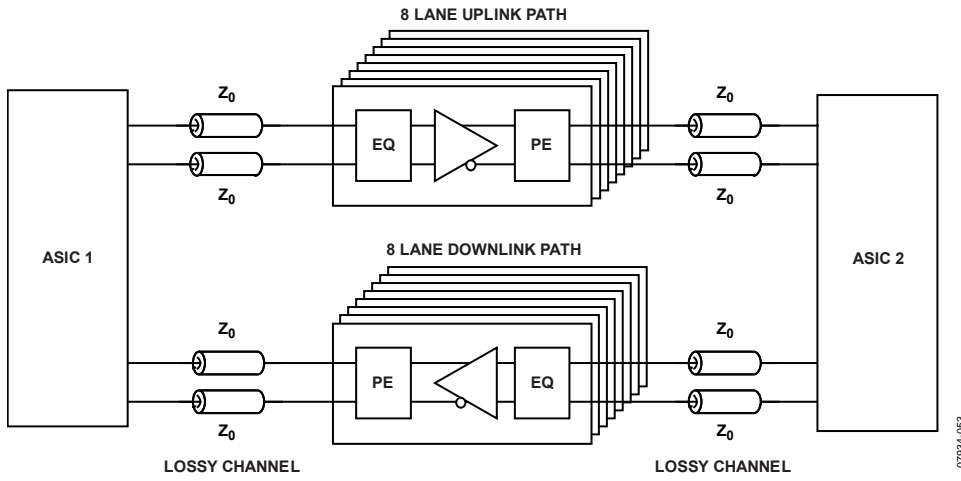 8 LANE UPLINK PATH
Z0
Z0
EQ
PE
Z0
Z0
ASIC 1
8 LANE DOWNLINK PATH
ASIC 2
Z0
Z0
PE
EQ
Z0
Z0
LOSSY CHANNEL
LOSSY CHANNEL
07934-053